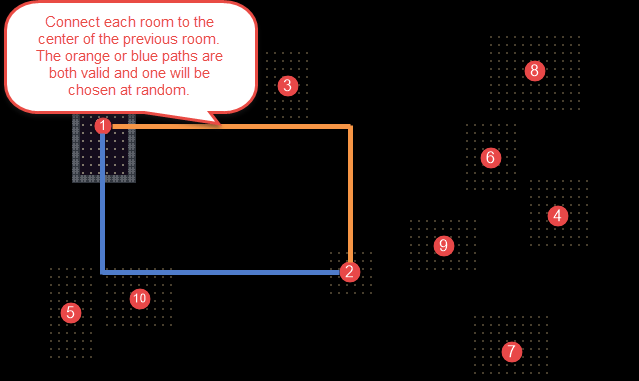 Connect each room to the
center of the previous room.
The orange or blue paths are
both valid and one will be
chosen at random.
3
8
1
6
4
9
2
10
5
7